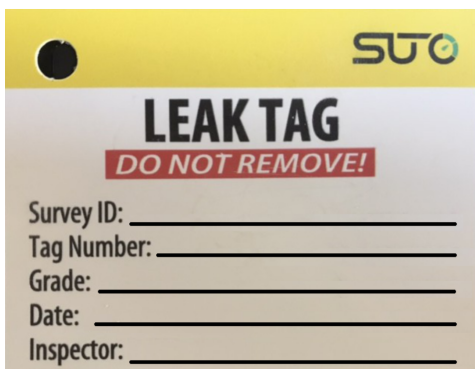 SUTO
LEAK TAG
DO NOT REMOVE!
Survey ID:
Tag Number:
Grade:
Date:
Inspector: